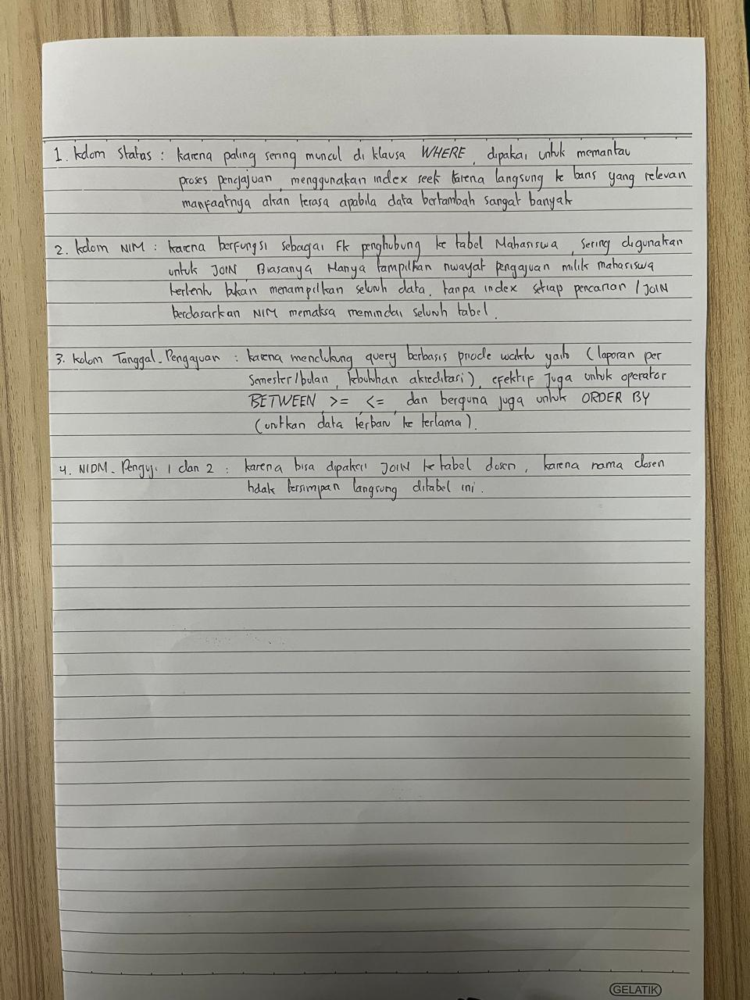 1. kolom Status : karena paling sering muncul di klausa WHERE, dipakai untuk memantau
proses pengajuan, menggunakan index seek karena langsung ke baris yang relevan
manfaatnya akan terasa apabila data bertambah sangat banyak
2. kolom NIM : karena berfungsi sebagai FK penghubung ke tabel Mahasiswa, sering digunakan
untuk JOIN, Biasanya Hanya tampilkan riwayat pengajuan milik mahasiswa
tertentu bukan menampilkan seluruh data, tanpa index setiap pencarian / JOIN
berdasarkan NIM memaksa memindai seluruh tabel.
3. kolom Tanggal_Pengajuan : karena mendukung query berbasis priode waktu yaitu (laporan per
semester/bulan, kebutuhan akreditasi), efektif juga untuk operator
BETWEEN, >= <=, dan berguna juga untuk ORDER BY
(urutkan data terbaru ke terlama).
4. NIDM_Penguji 1 dan 2 : karena bisa dipakai JOIN ke tabel dosen, karena nama dosen
tidak tersimpan langsung ditabel ini.
GELATIK